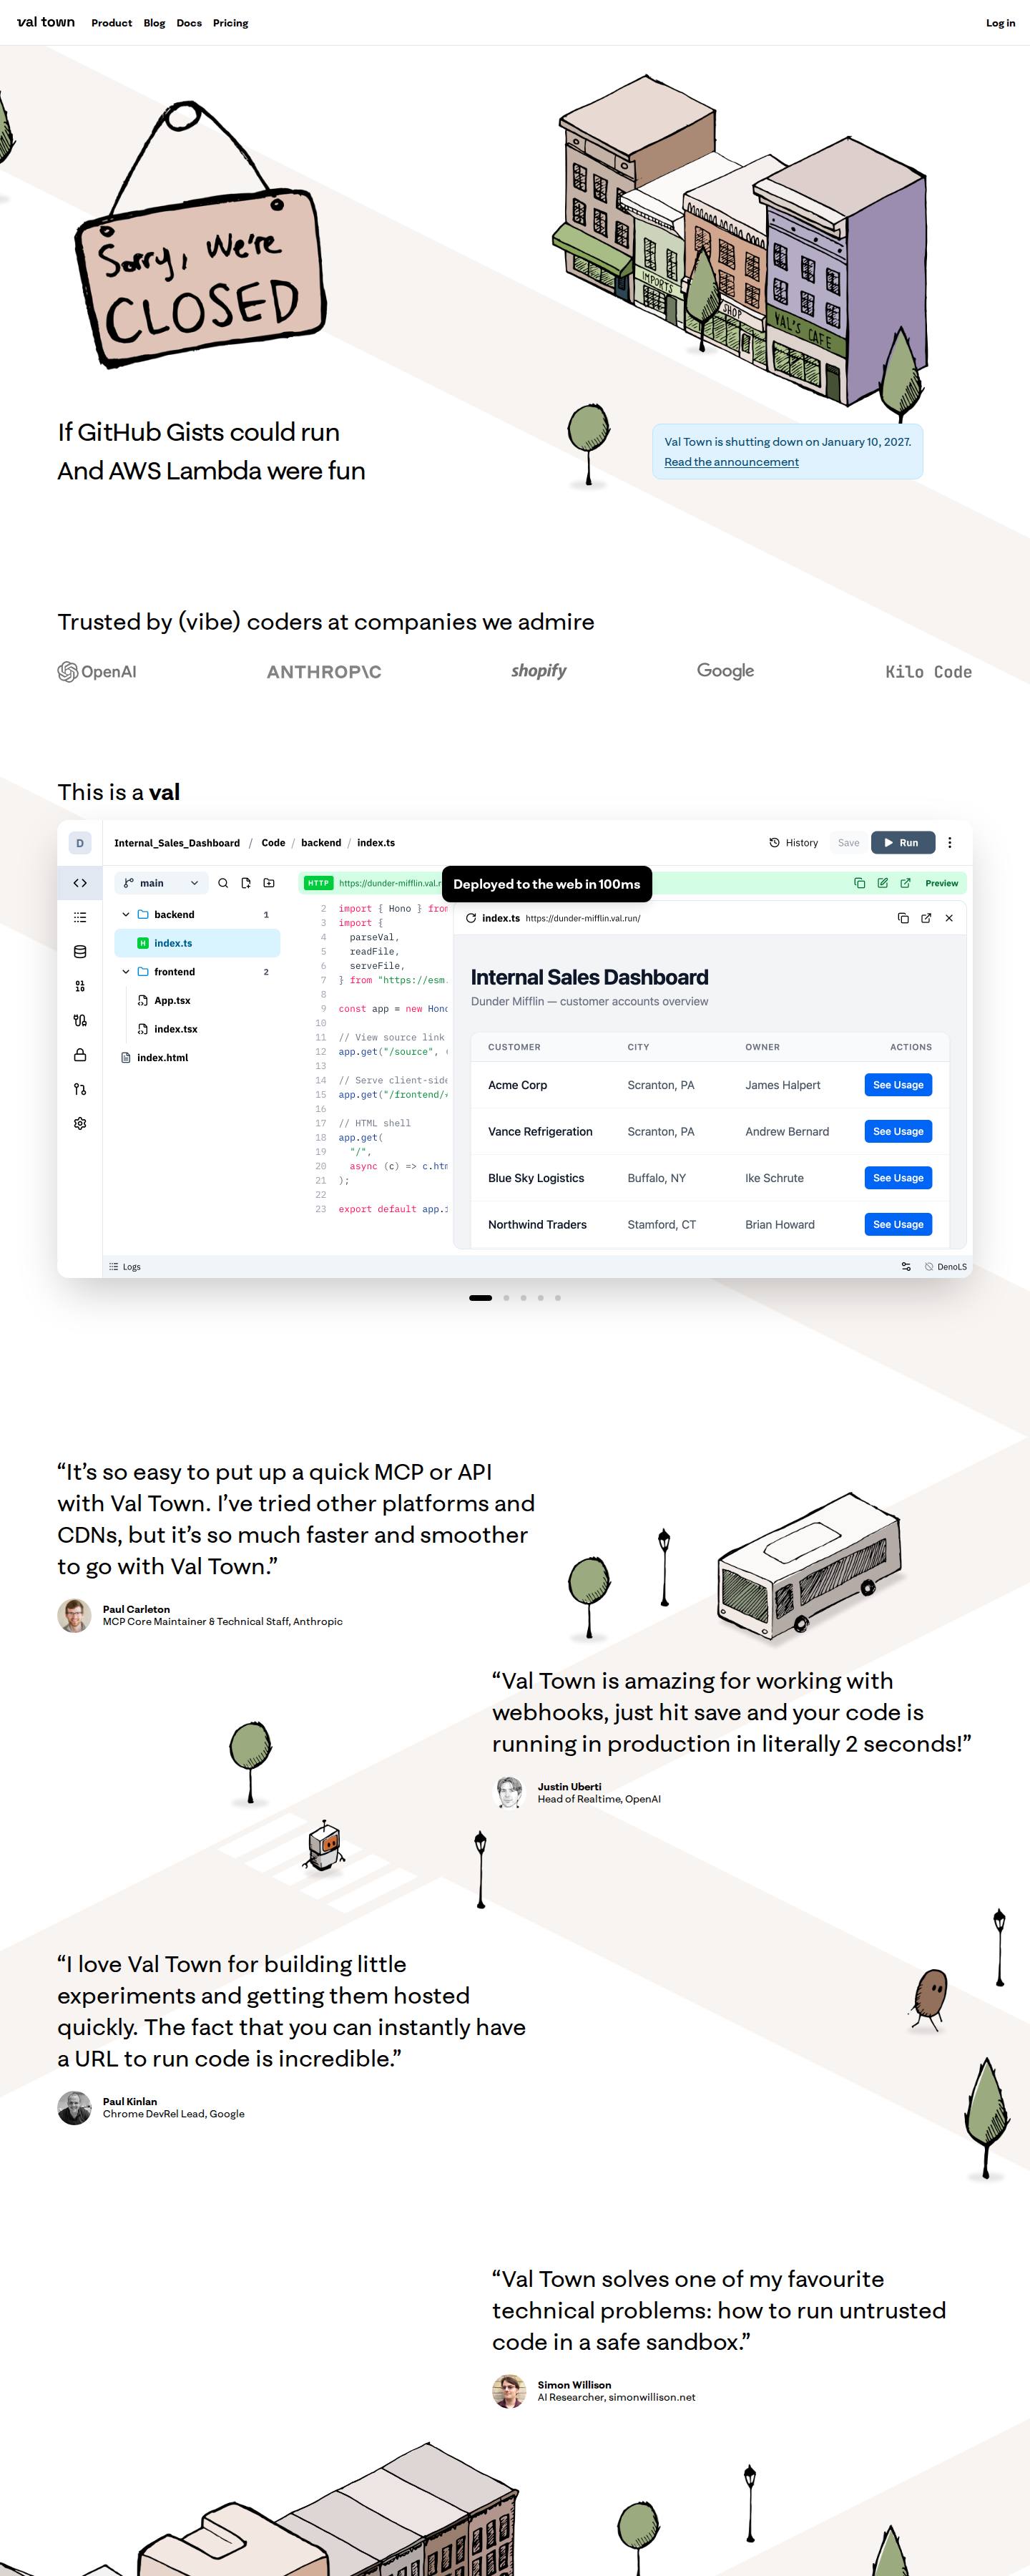 val town Product Blog Docs Pricing Log in
Sorry, We're
CLOSED
IMPORTS
SHOP
VAL'S CAFE
If GitHub Gists could run
And AWS Lambda were fun
Val Town is shutting down on January 10, 2027.
Read the announcement
Trusted by (vibe) coders at companies we admire
OpenAI ANTHROP\C shopify Google Kilo Code
This is a val
D Internal_Sales_Dashboard / Code / backend / index.ts History Save Run
main HTTP https://dunder-mifflin.val.r Deployed to the web in 100ms Preview
backend 1
index.ts
frontend 2
App.tsx
index.tsx
index.html
2 import { Hono } from
3 import {
4 parseVal,
5 readFile,
6 serveFile,
7 } from "https://esm.
8
9 const app = new Hono
10
11 // View source link
12 app.get("/source", (
13
14 // Serve client-side
15 app.get("/frontend/*
16
17 // HTML shell
18 app.get(
19 "/",
20 async (c) => c.htm
21 );
22
23 export default app.
index.ts https://dunder-mifflin.val.run/
Internal Sales Dashboard
Dunder Mifflin — customer accounts overview
CUSTOMER CITY OWNER ACTIONS
Acme Corp Scranton, PA James Halpert See Usage
Vance Refrigeration Scranton, PA Andrew Bernard See Usage
Blue Sky Logistics Buffalo, NY Ike Schrute See Usage
Northwind Traders Stamford, CT Brian Howard See Usage
Logs DenoLS
“It’s so easy to put up a quick MCP or API
with Val Town. I’ve tried other platforms and
CDNs, but it’s so much faster and smoother
to go with Val Town.”
Paul Carleton
MCP Core Maintainer & Technical Staff, Anthropic
“Val Town is amazing for working with
webhooks, just hit save and your code is
running in production in literally 2 seconds!”
Justin Uberti
Head of Realtime, OpenAI
“I love Val Town for building little
experiments and getting them hosted
quickly. The fact that you can instantly have
a URL to run code is incredible.”
Paul Kinlan
Chrome DevRel Lead, Google
“Val Town solves one of my favourite
technical problems: how to run untrusted
code in a safe sandbox.”
Simon Willison
AI Researcher, simonwillison.net